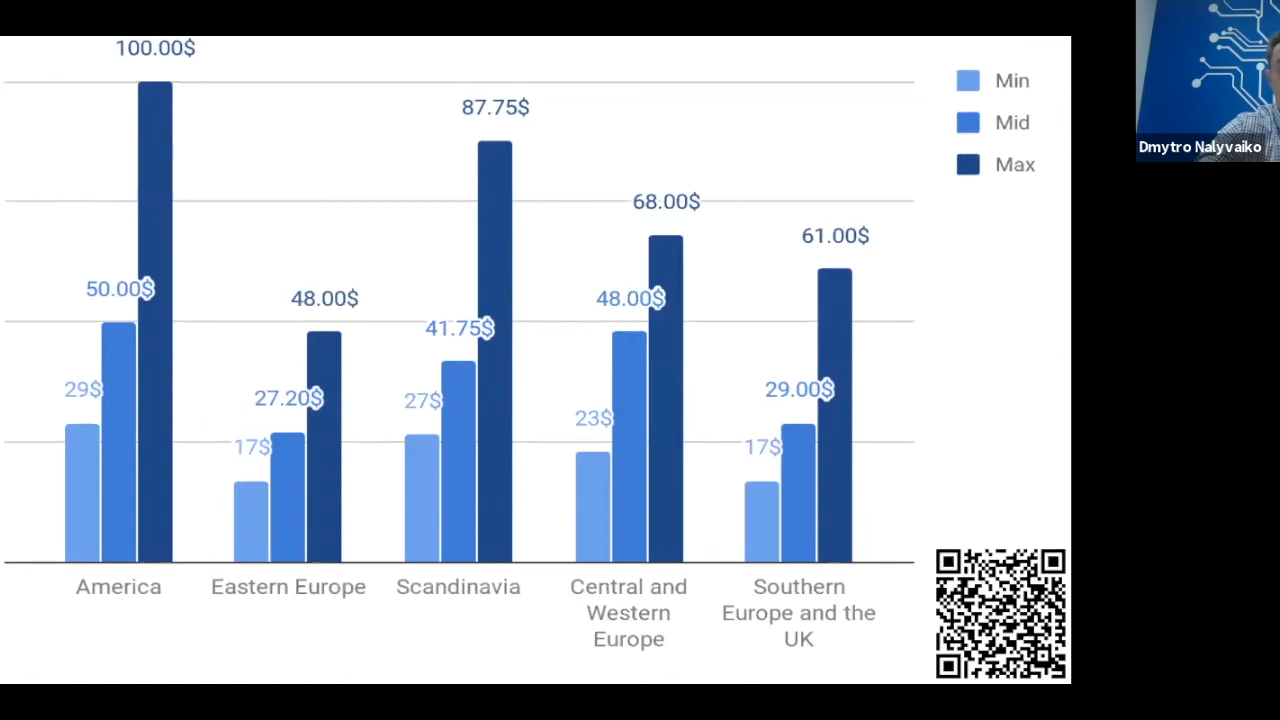 100.00$
87.75$
68.00$
61.00$
50.00$
48.00$
41.75$
48.00$
29$
27.20$
27$
23$
29.00$
17$
17$
America
Eastern Europe
Scandinavia
Central and
Western
Europe
Southern
Europe and the
UK
Min
Mid
Max
Dmytro Nalyvaiko